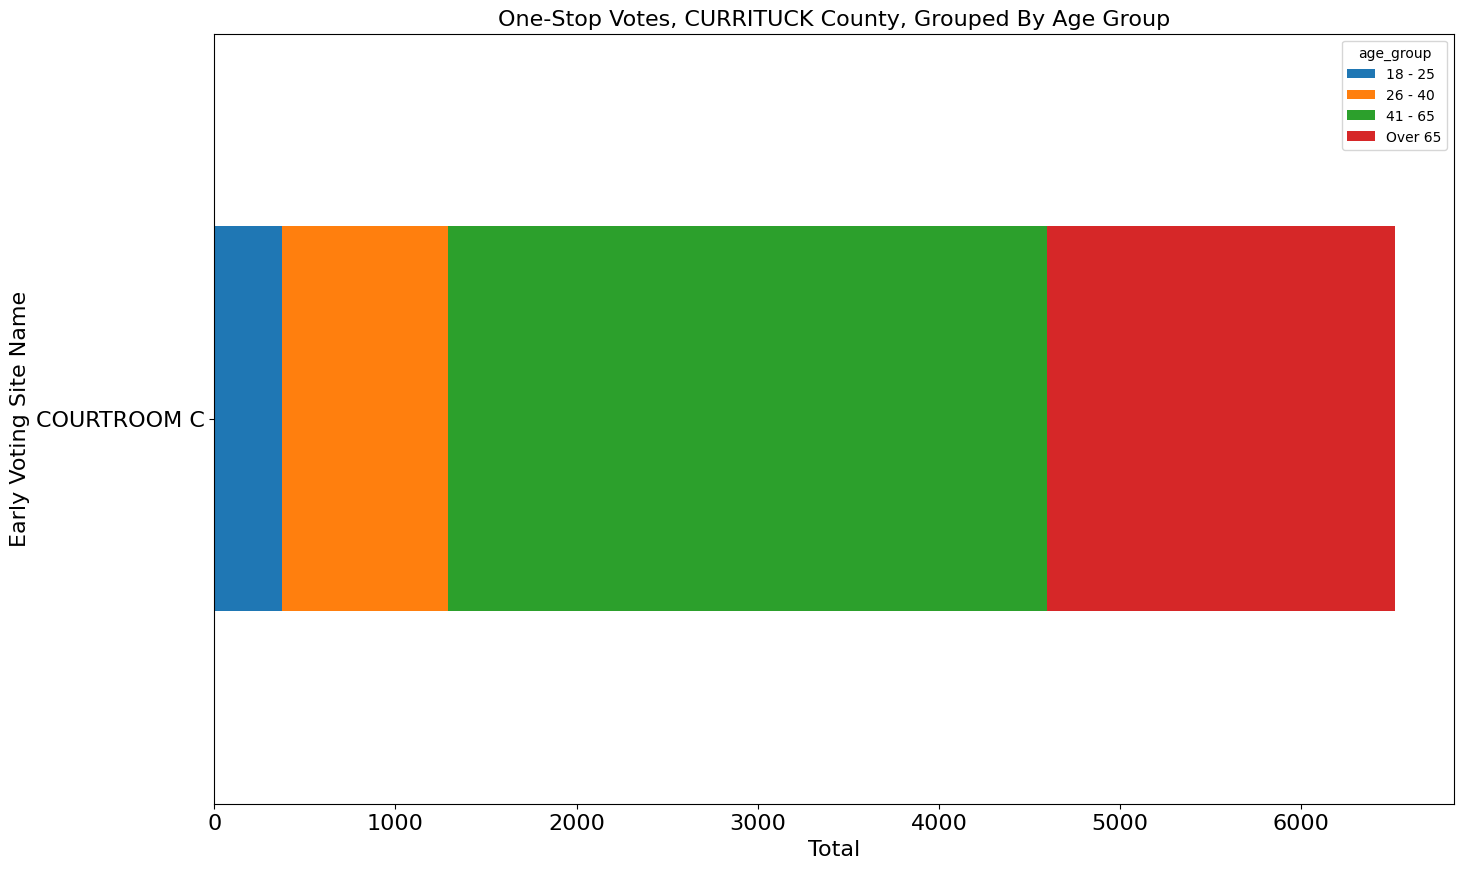 One-Stop Votes, CURRITUCK County, Grouped By Age Group
age_group
18 - 25
26 - 40
41 - 65
Over 65
Early Voting Site Name
COURTROOM C
0 1000 2000 3000 4000 5000 6000
Total